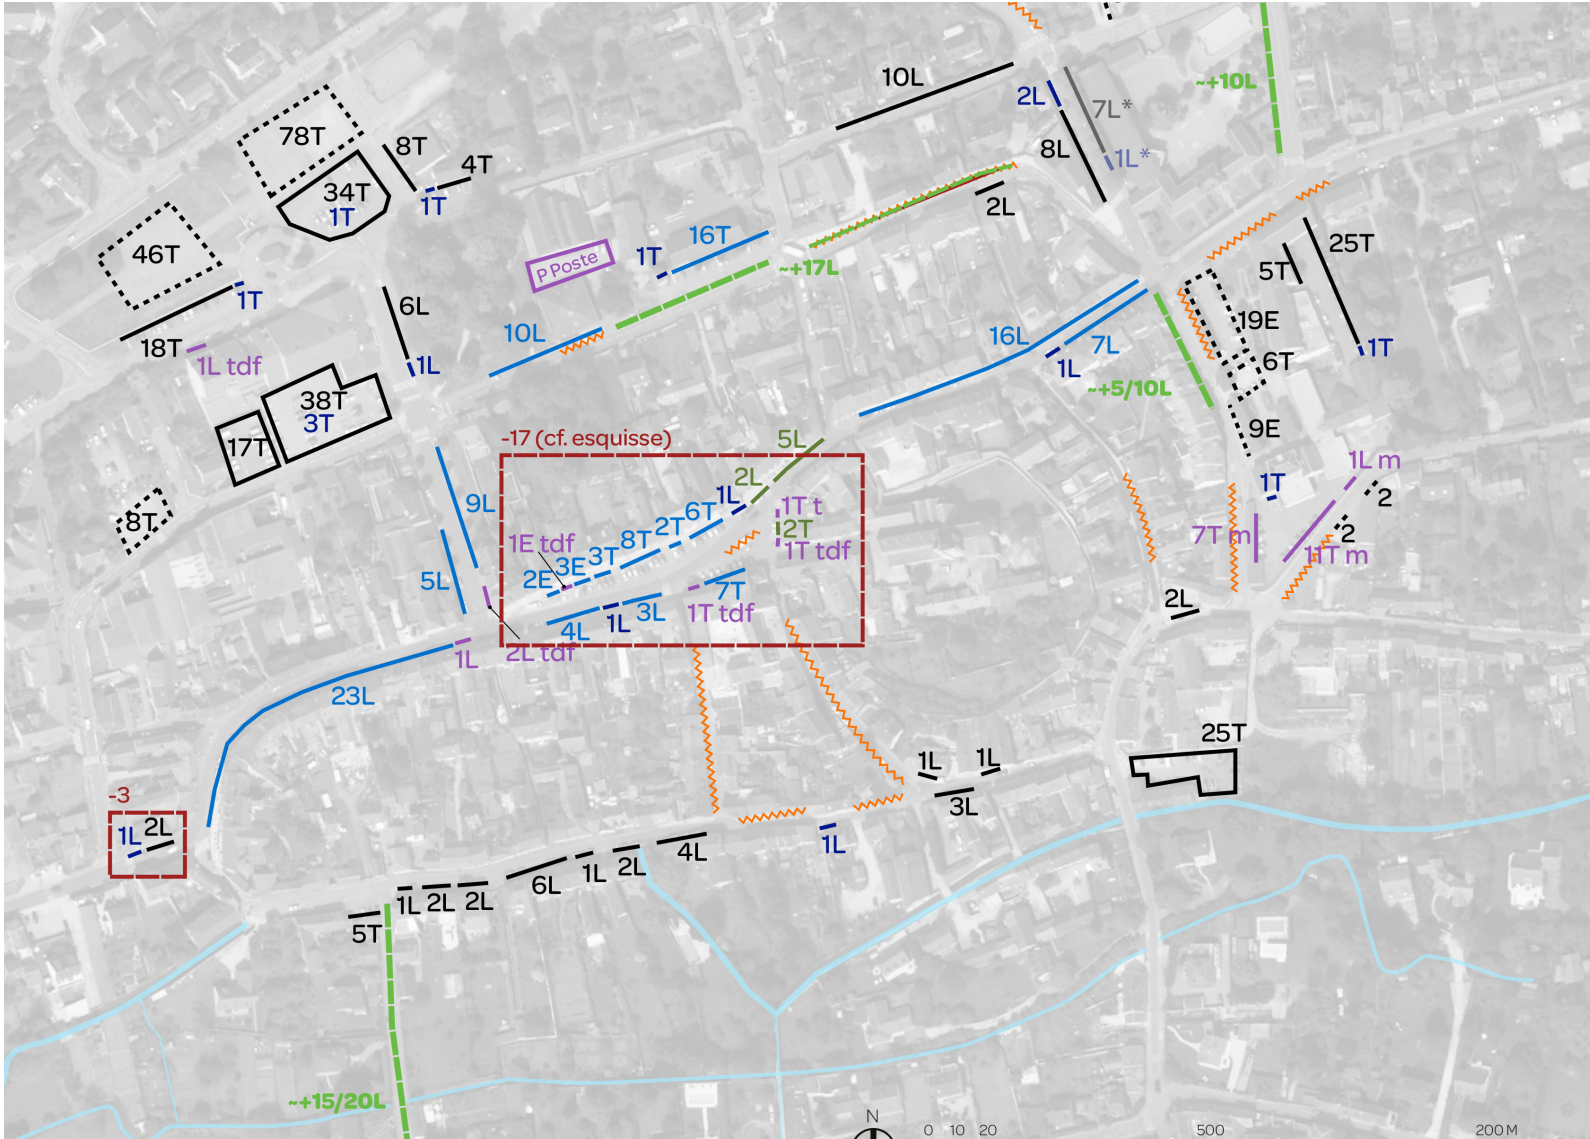 10L
~+10L
2L
7L*
78T
8T
8L
1L*
4T
34T
1T
1T
2L
16T
46T
1T
P Poste
~+17L
25T
5T
1T
6L
19E
18T
10L
16L
7L
1T
1L tdf
1L
1L
6T
~+5/10L
38T
3T
17T
9E
-17 (cf. esquisse)
5L
1L m
2L
1T
2
9L
1L
6T
1T t
8T
2T
8T
2T
2
7T m
1E tdf
3T
1T tdf
11T m
3E
5L
2E
7T
2L
3L
1T tdf
4L
1L
1L
2L tdf
23L
25T
1L
1L
-3
3L
1L
2L
1L
4L
2L
1L
6L
1L
2L
2L
5T
~+15/20L
N
0
10
20
500
200 M